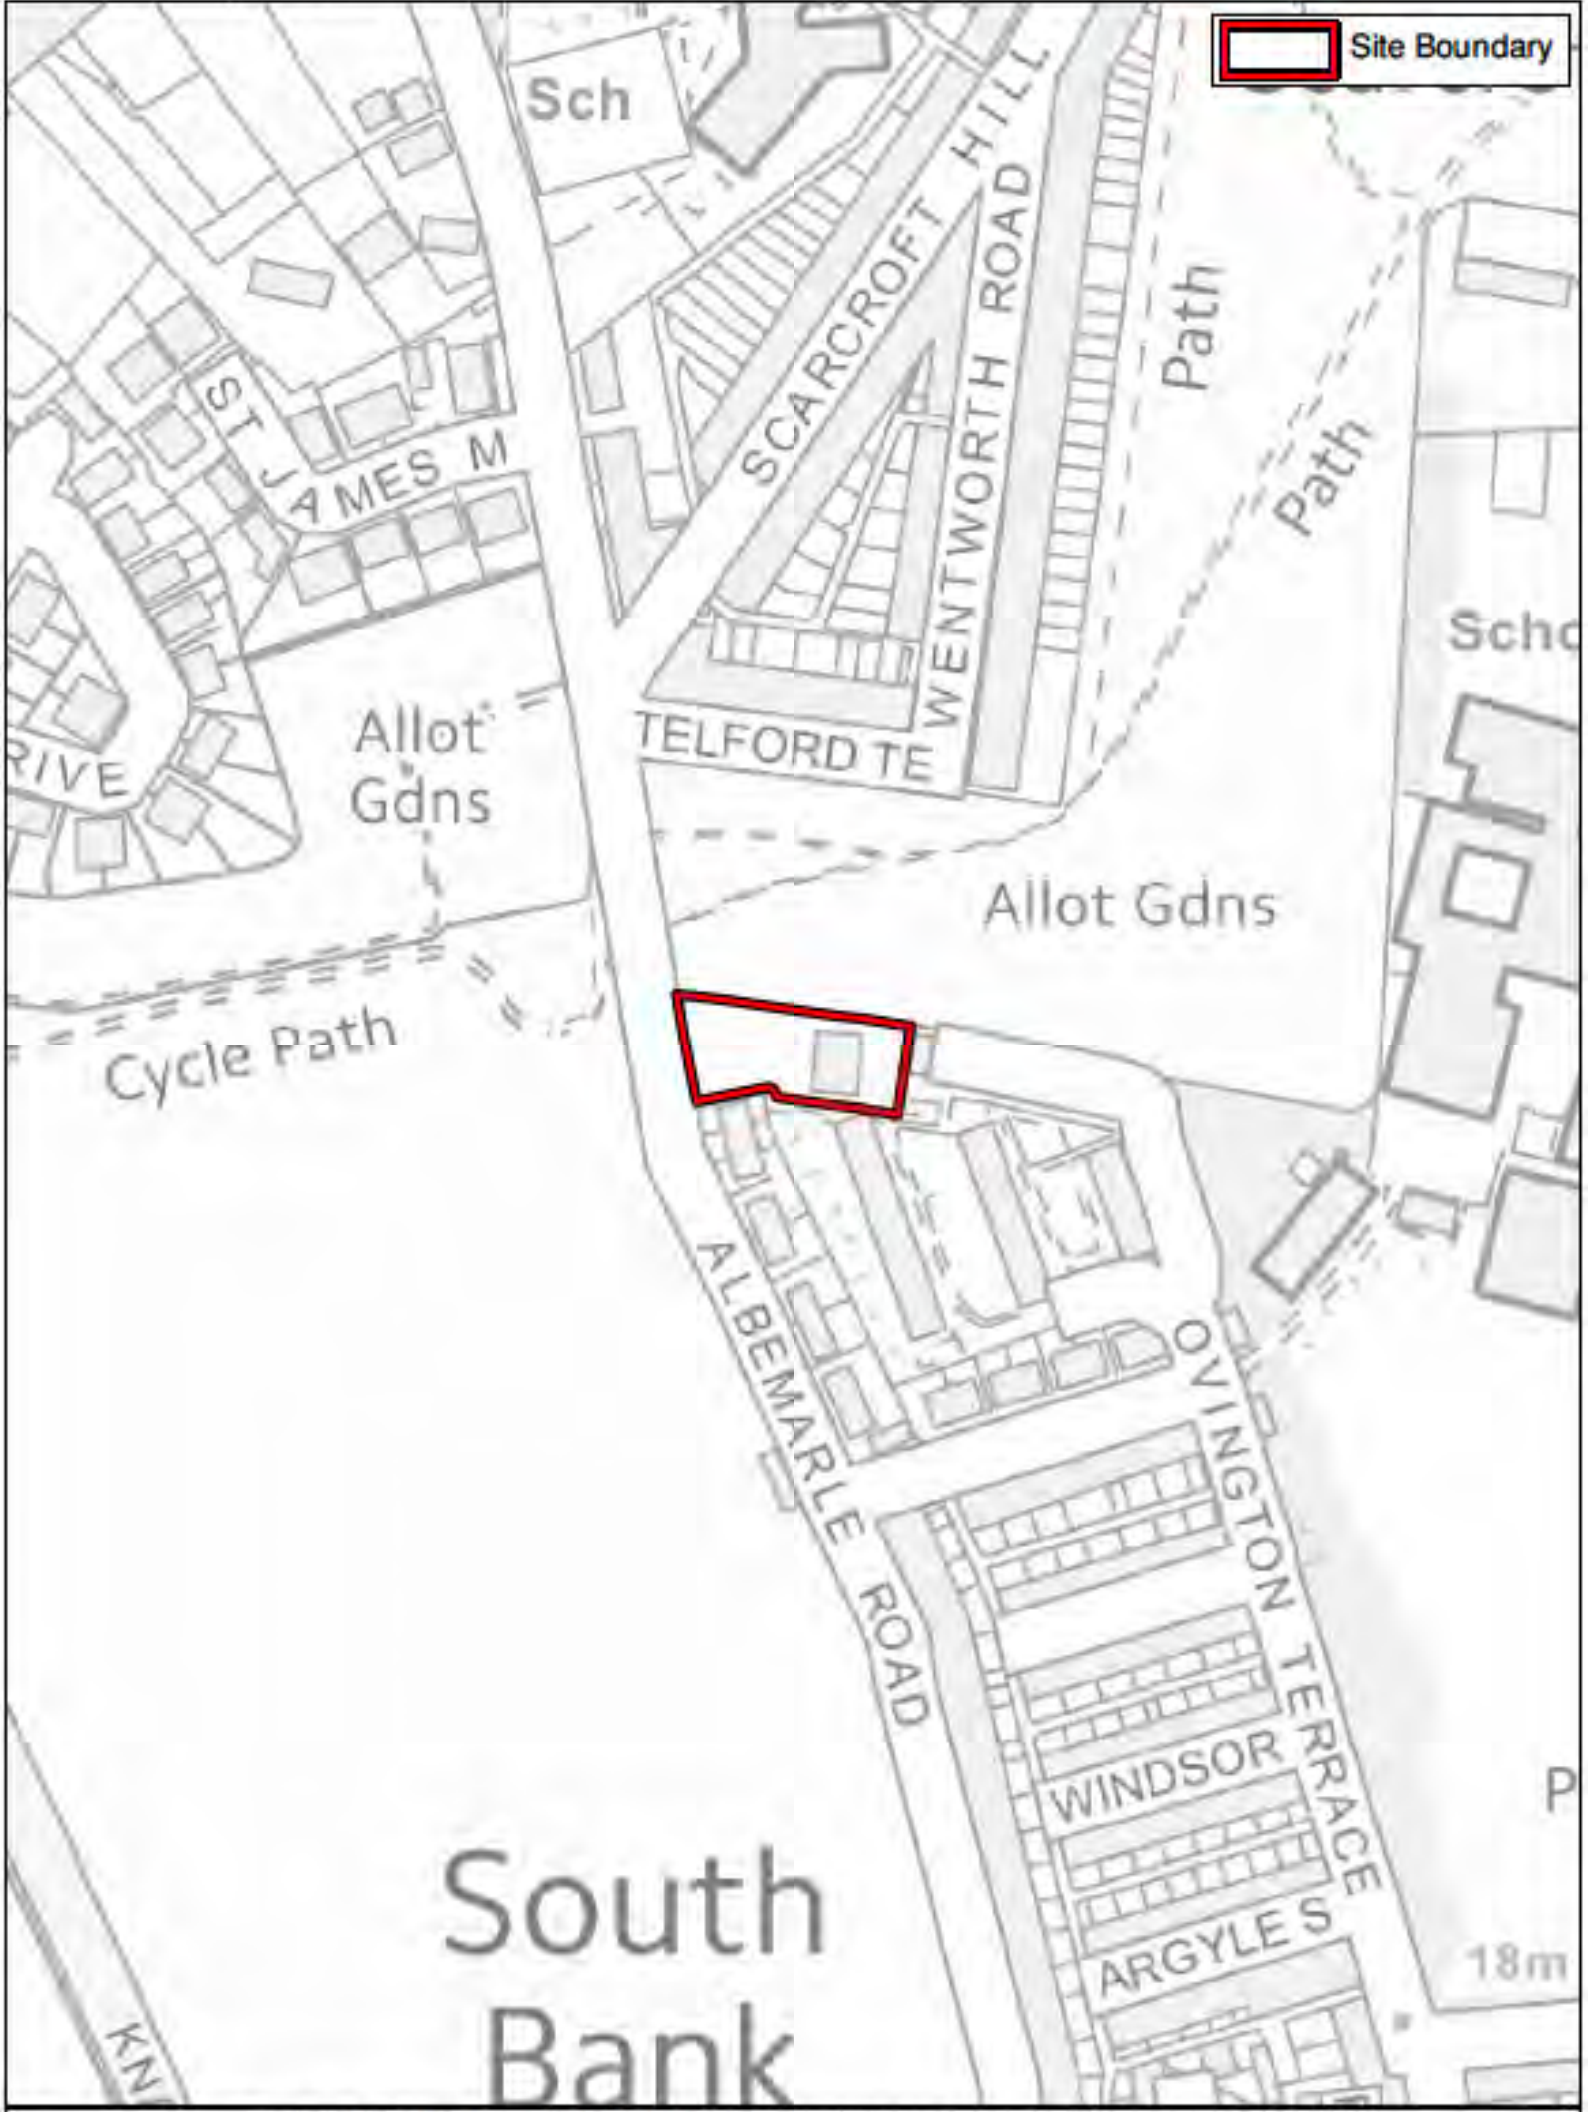 Site Boundary
Sch
SCARCROFT HILL
WENTWORTH ROAD
Path
Path
ST JAMES M
Scho
Allot
Gdns
TELFORD TE
RIVE
Allot Gdns
Cycle Path
ALBEMARLE ROAD
OVINGTON TERRACE
WINDSOR
P
South
Bank
ARGYLE S
18m
KN